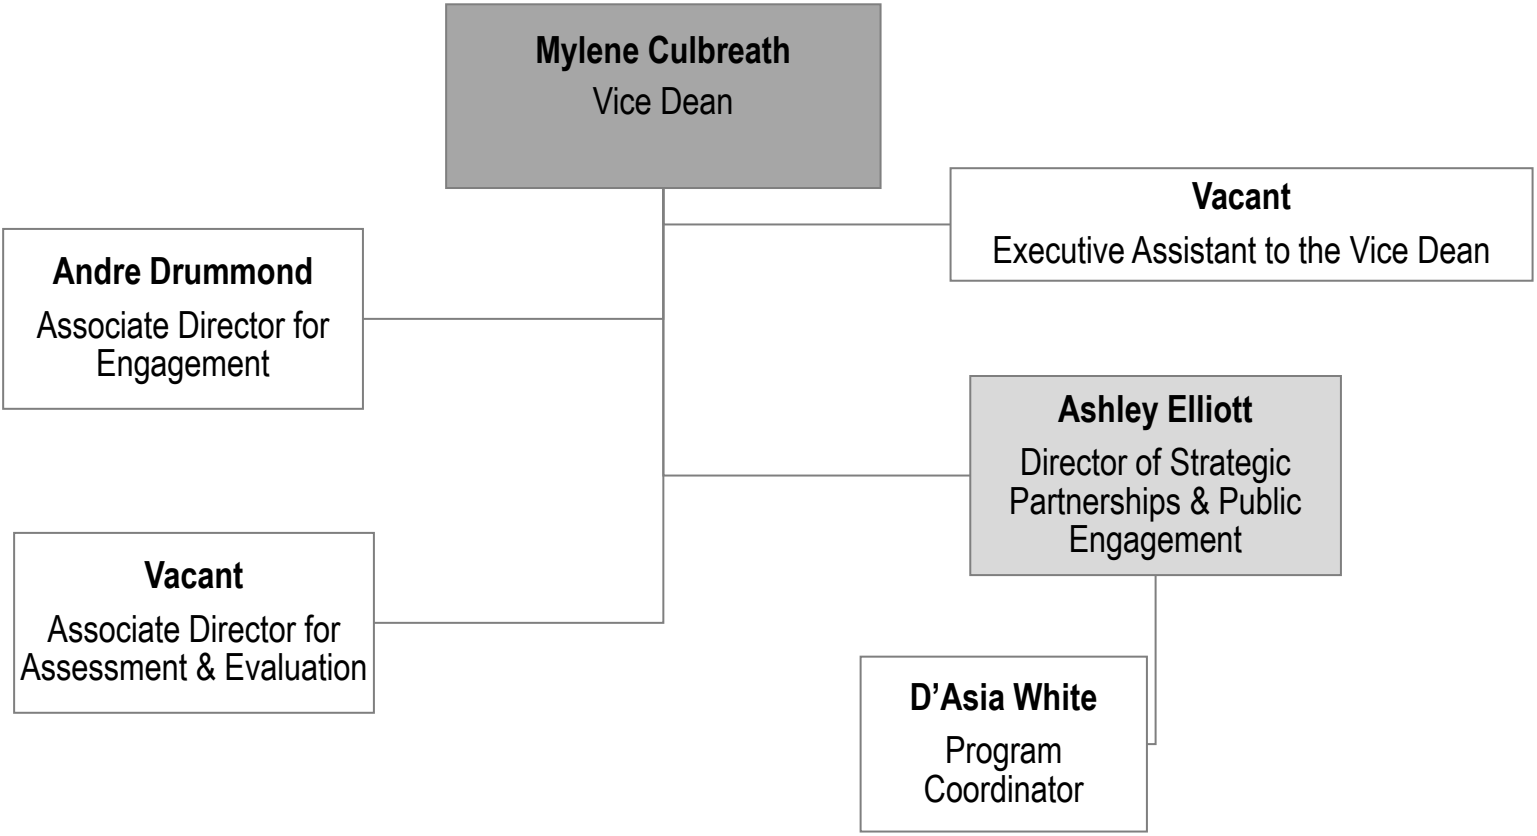 Mylene Culbreath
Vice Dean
Vacant
Executive Assistant to the Vice Dean
Andre Drummond
Associate Director for
Engagement
Ashley Elliott
Director of Strategic
Partnerships & Public
Engagement
Vacant
Associate Director for
Assessment & Evaluation
D’Asia White
Program
Coordinator